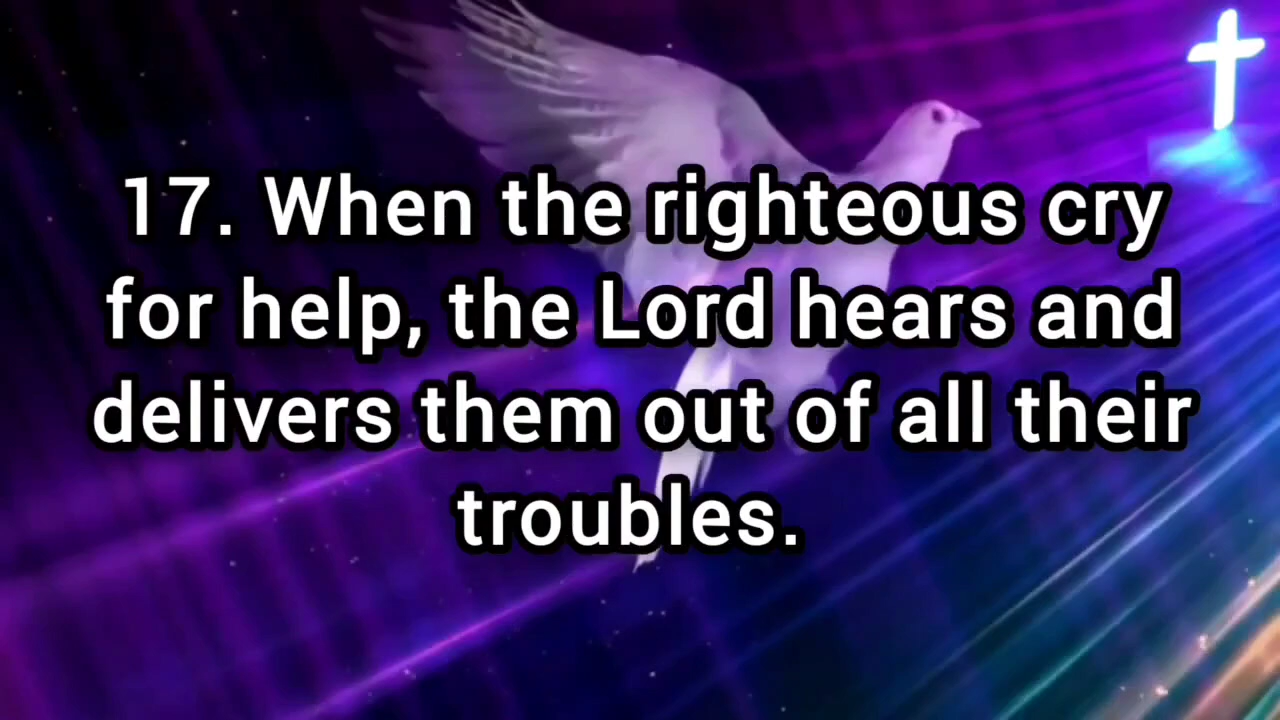 17. When the righteous cry
for help, the Lord hears and
delivers them out of all their
troubles.